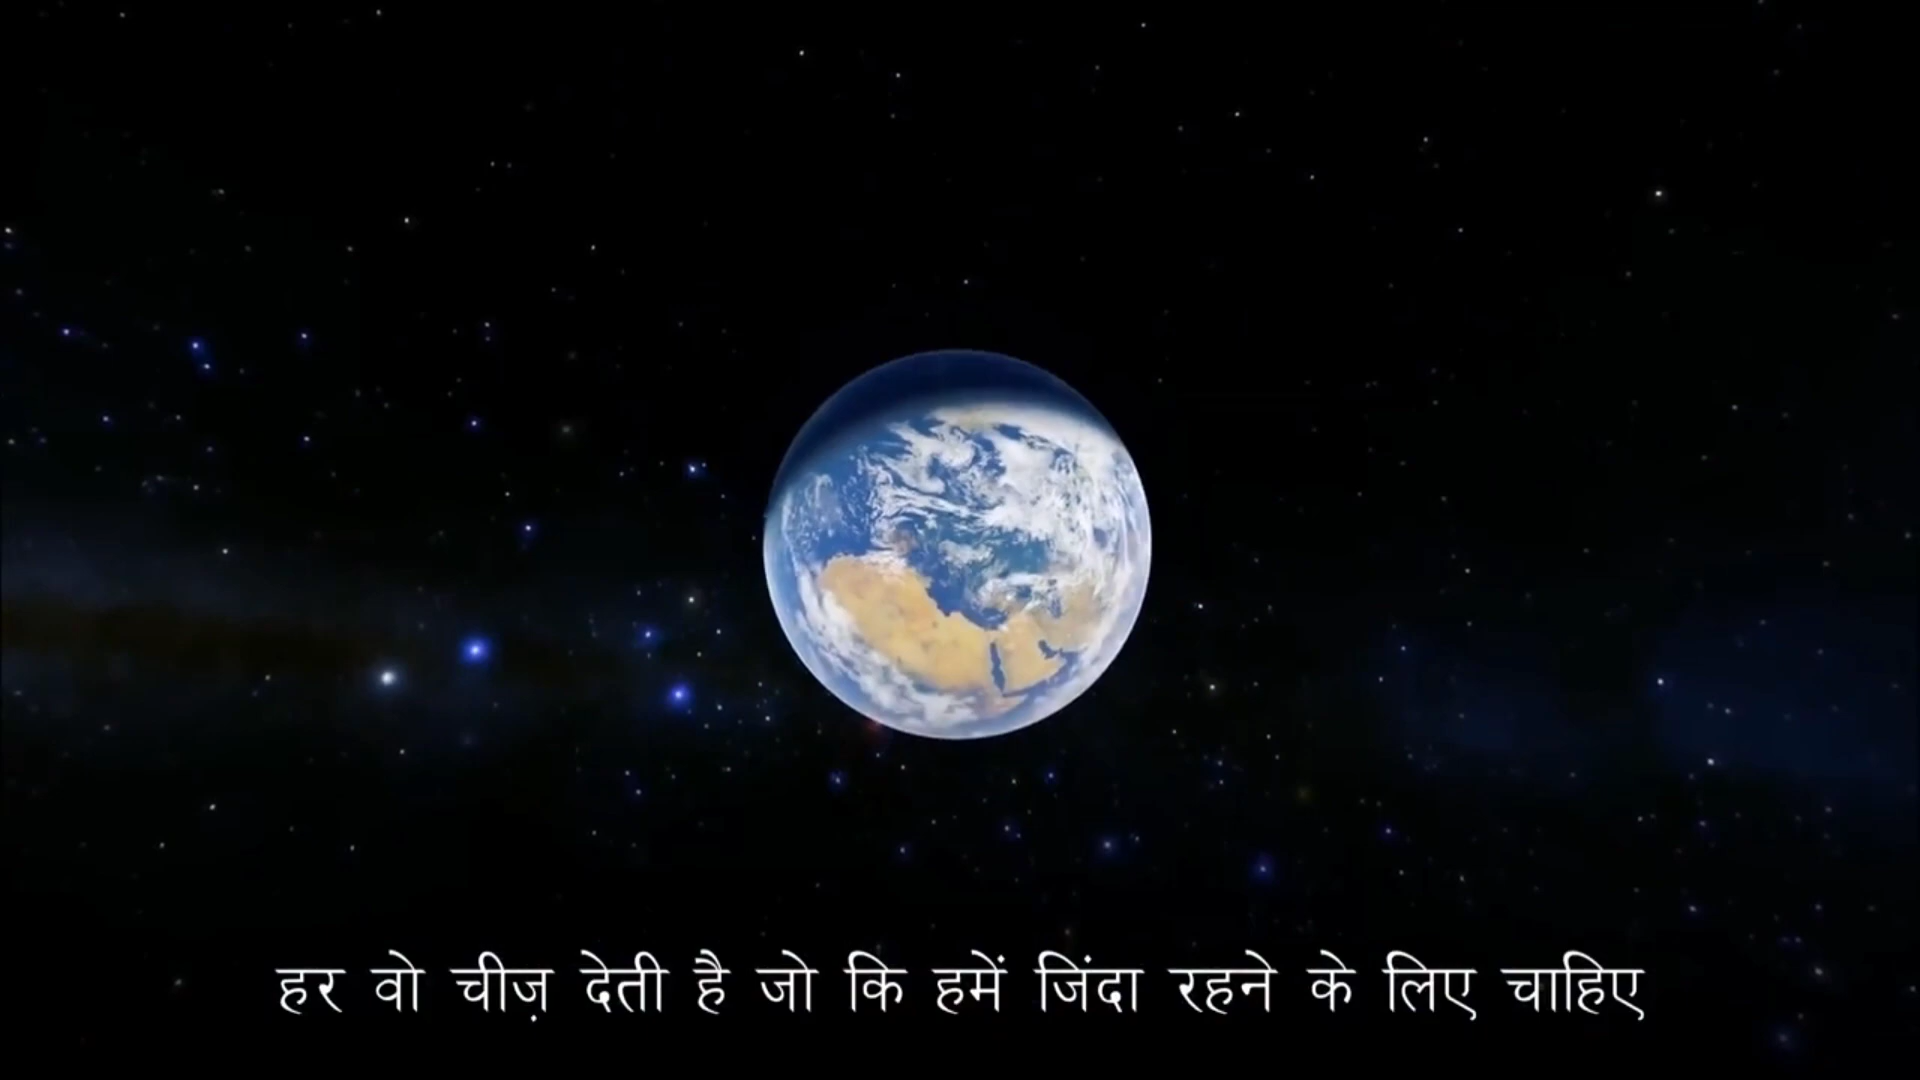 हर वो चीज़ देती है जो कि हमें जिंदा रहने के लिए चाहिए